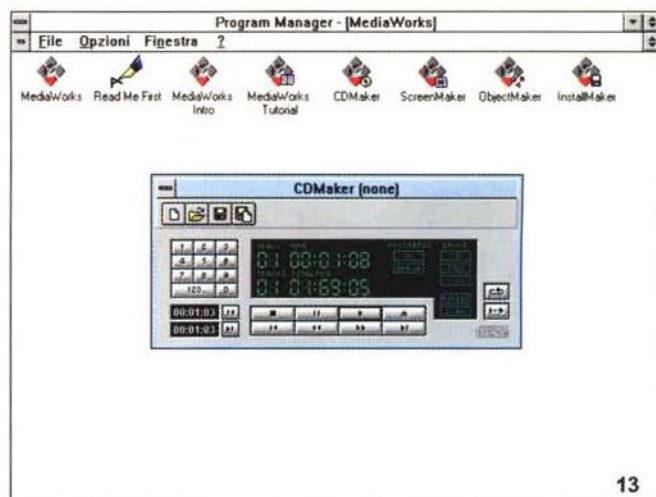 Program Manager - [MediaWorks]
File Opzioni Finestra ?
MediaWorks
Read Me First
MediaWorks Intro
MediaWorks Tutorial
CDMaker
ScreenMaker
ObjectMaker
InstallMaker
CDMaker (none)
1 2 3
4 5 6
7 8 9
120... 0
01 00:01:08
01 01:69:05
00:01:03
00:01:03
13